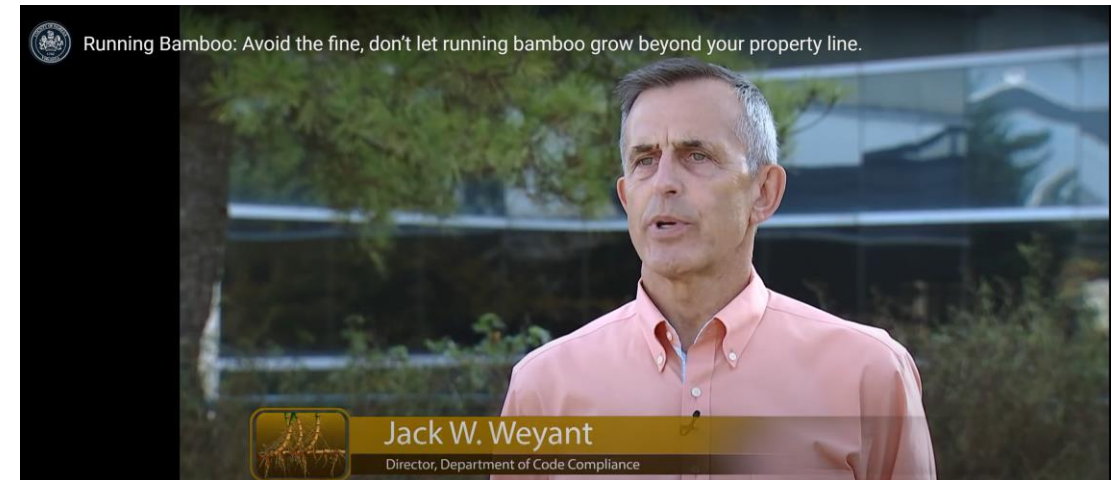 Running Bamboo: Avoid the fine, don't let running bamboo grow beyond your property line.
Jack W. Weyant
Director, Department of Code Compliance